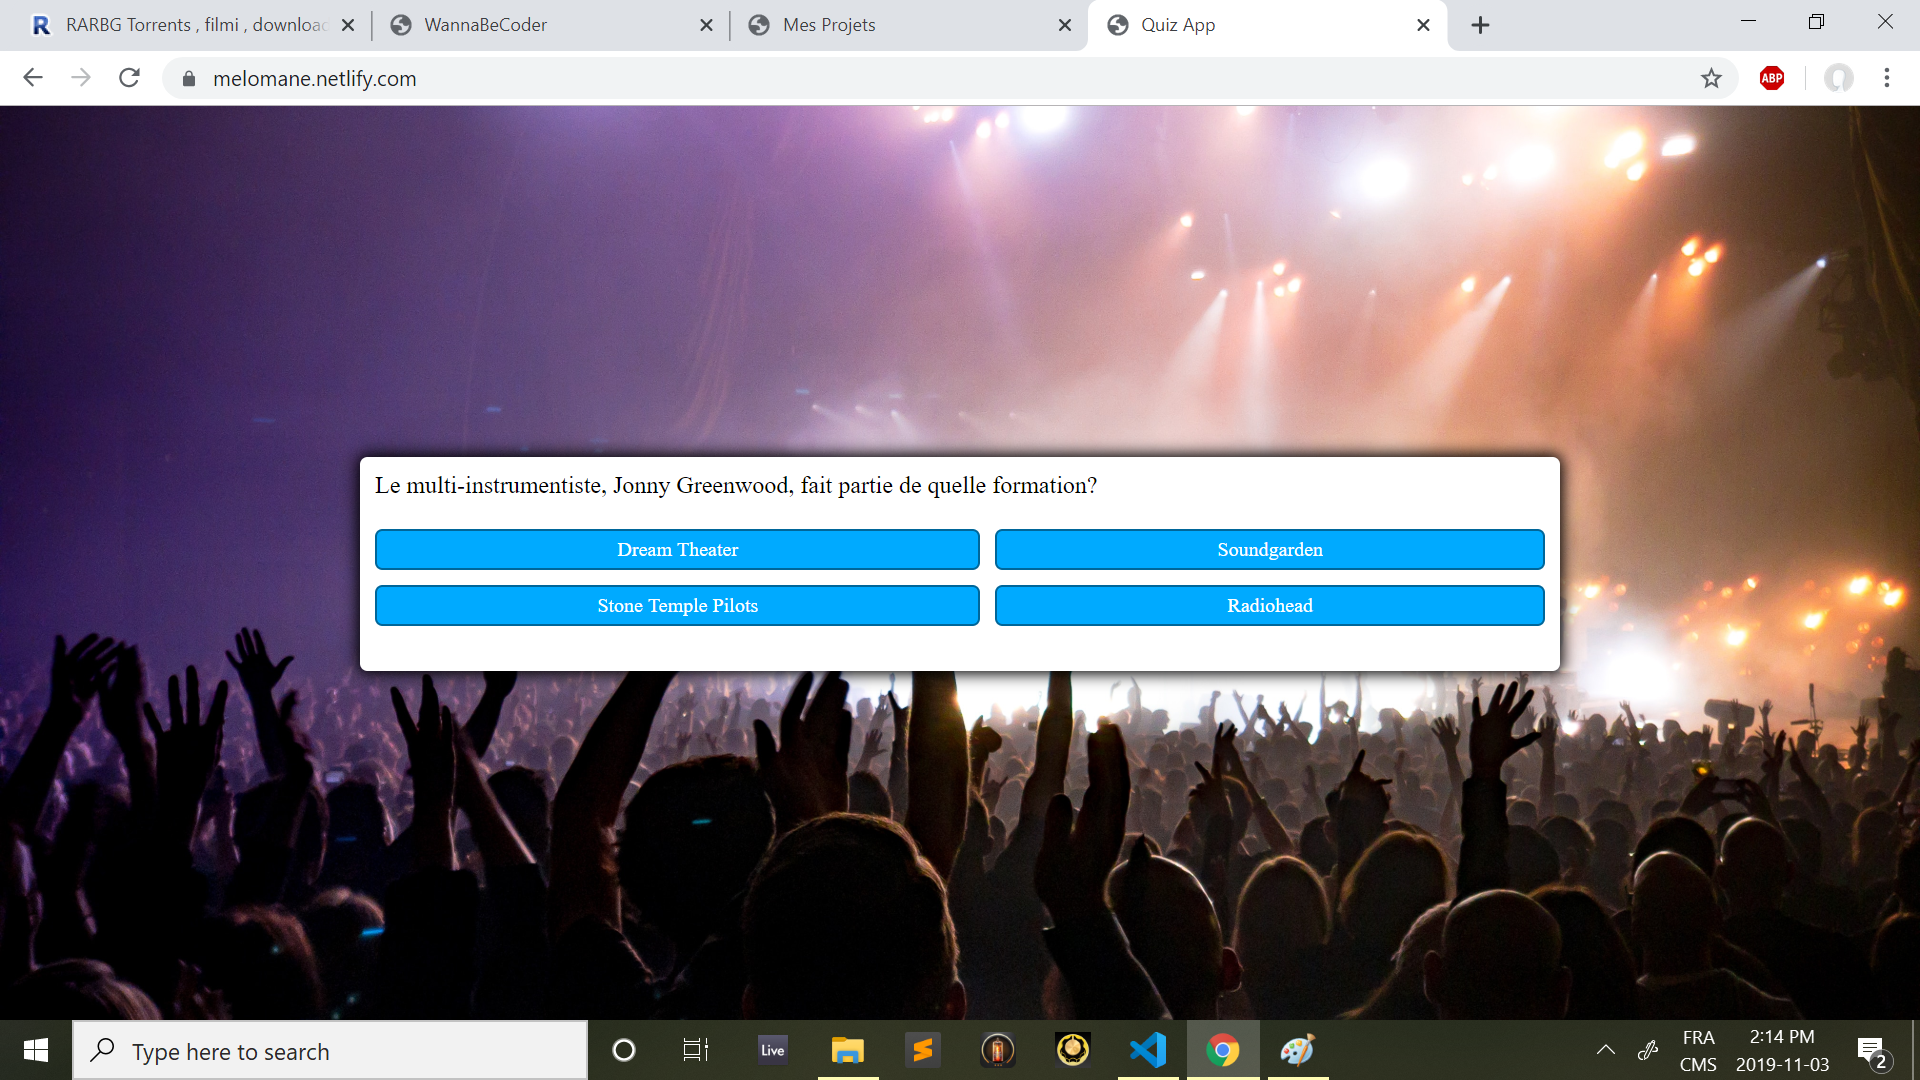 RARBG Torrents , filmi , download
WannaBeCoder
Mes Projets
Quiz App
melomane.netlify.com
ABP
Le multi-instrumentiste, Jonny Greenwood, fait partie de quelle formation?
Dream Theater
Soundgarden
Stone Temple Pilots
Radiohead
Type here to search
Live
FRA
CMS
2:14 PM
2019-11-03
2